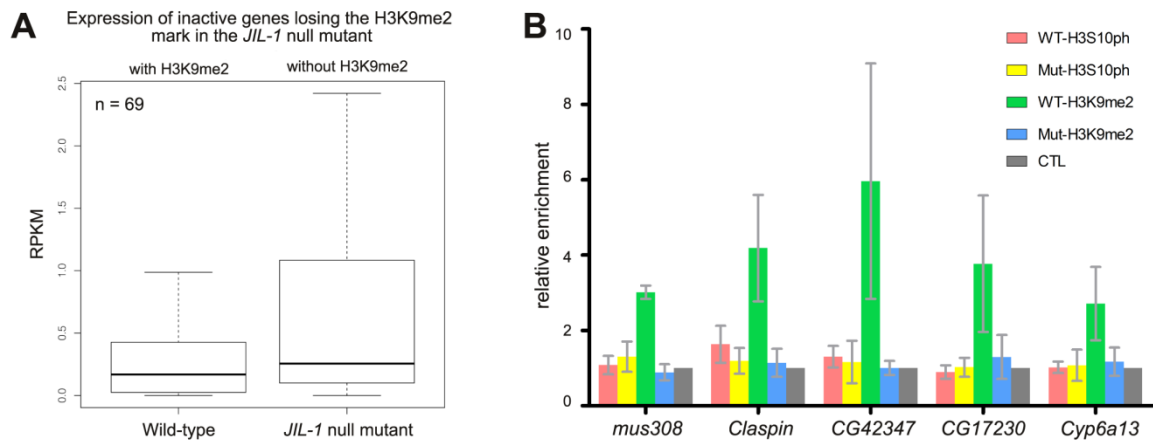 A
Expression of inactive genes losing the H3K9me2
mark in the JIL-1 null mutant
with H3K9me2
without H3K9me2
n = 69
RPKM
2.5
2.0
1.5
1.0
0.5
0.0
Wild-type
JIL-1 null mutant
B
relative enrichment
10
8
6
4
2
0
WT-H3S10ph
Mut-H3S10ph
WT-H3K9me2
Mut-H3K9me2
CTL
mus308
Claspin
CG42347
CG17230
Cyp6a13